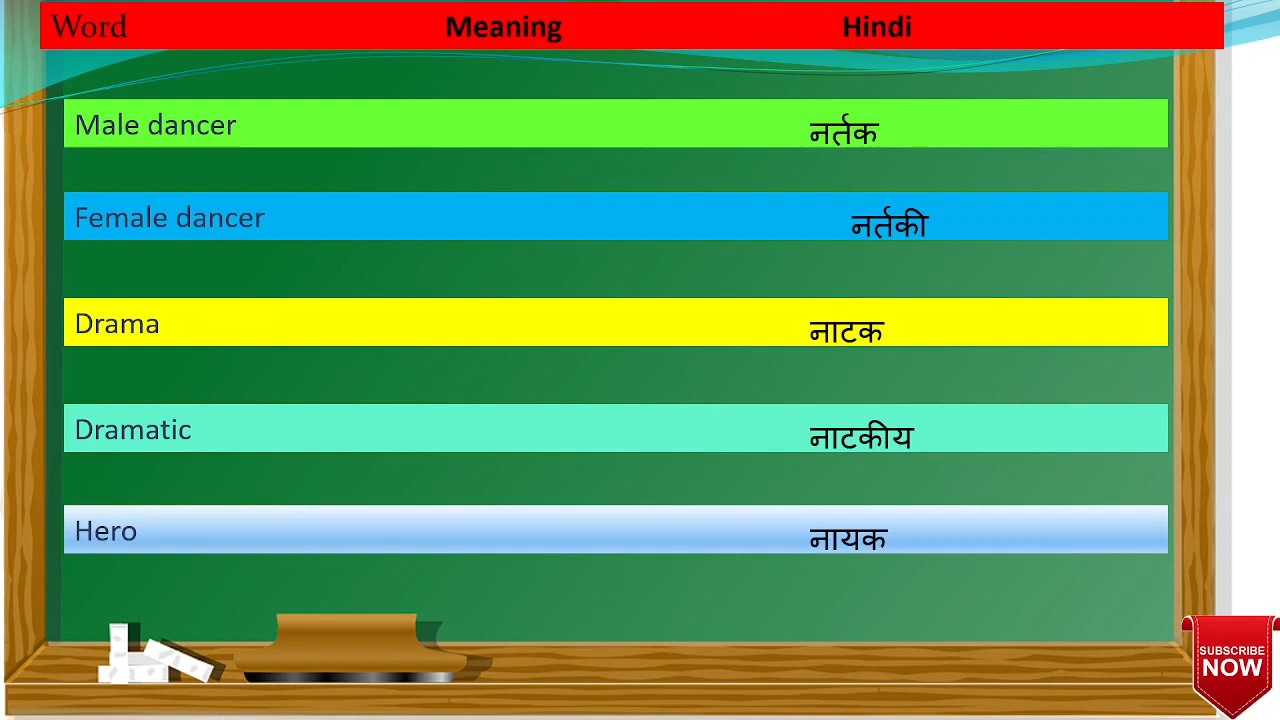 Word Meaning Hindi
Male dancer नर्तक
Female dancer नर्तकी
Drama नाटक
Dramatic नाटकीय
Hero नायक
SUBSCRIBE
NOW